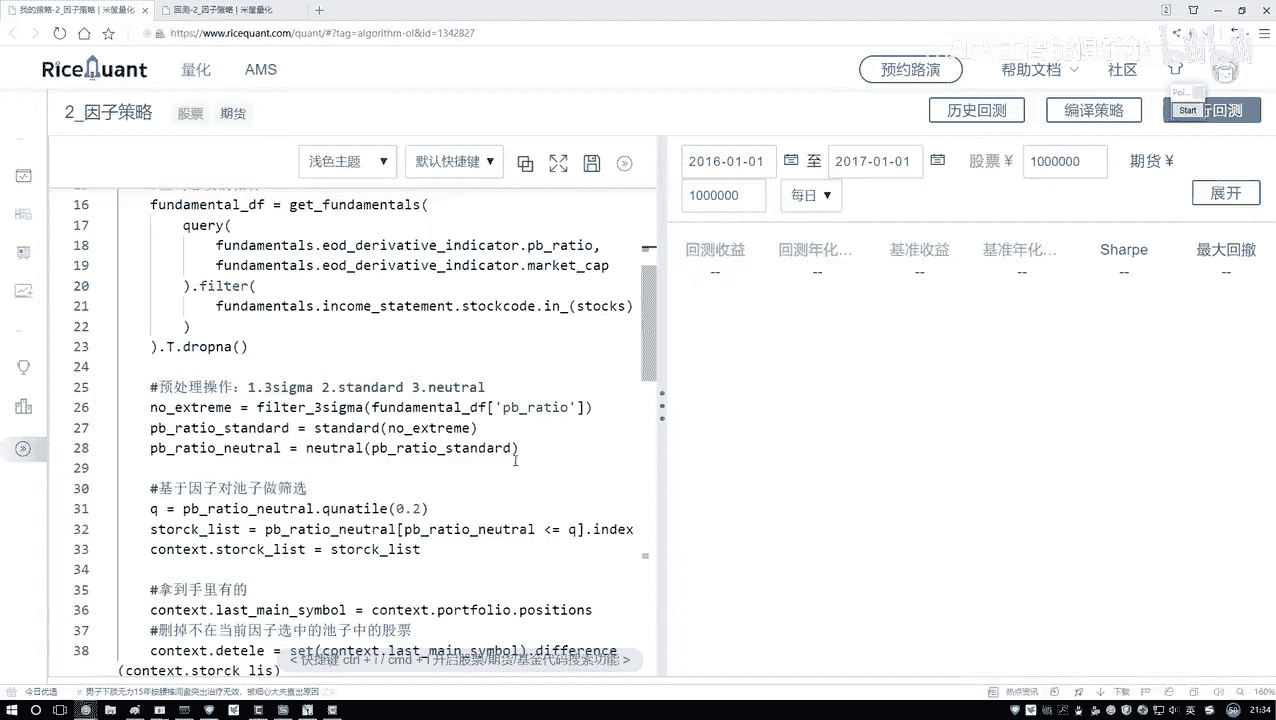 我的策略-2_因子策略 | 米筐量化
回测-2_因子策略 | 米筐量化
https://www.ricequant.com/quant/#?tag=algorithm-ol&id=1342827
RiceQuant 量化 AMS 预约路演 帮助文档 社区
Poi...
Start
2_因子策略 股票 期货 历史回测 编译策略 行回测
浅色主题 默认快捷键
2016-01-01 至 2017-01-01 股票 ¥ 1000000 期货 ¥
1000000 每日 展开
回测收益 回测年化... 基准收益 基准年化... Sharpe 最大回撤
-- -- -- -- -- --
16 fundamental_df = get_fundamentals(
17 query(
18 fundamentals.eod_derivative_indicator.pb_ratio,
19 fundamentals.eod_derivative_indicator.market_cap
20 ).filter(
21 fundamentals.income_statement.stockcode.in_(stocks)
22 )
23 ).T.dropna()
24
25 #预处理操作: 1.3sigma 2.standard 3.neutral
26 no_extreme = filter_3sigma(fundamental_df['pb_ratio'])
27 pb_ratio_standard = standard(no_extreme)
28 pb_ratio_neutral = neutral(pb_ratio_standard)
29
30 #基于因子对池子做筛选
31 q = pb_ratio_neutral.qunatile(0.2)
32 storck_list = pb_ratio_neutral[pb_ratio_neutral <= q].index
33 context.storck_list = storck_list
34
35 #拿到手里有的
36 context.last_main_symbol = context.portfolio.positions
37 #删掉不在当前因子选中的池子中的股票
38 context.detele = set(context.last_main_symbol).difference
(context.storck_lis)
< 快捷键 ctrl + i / cmd + i 开启股票/期货/基金代码搜索功能 >
今日优选 热点资讯 下载 160%
英 21:34